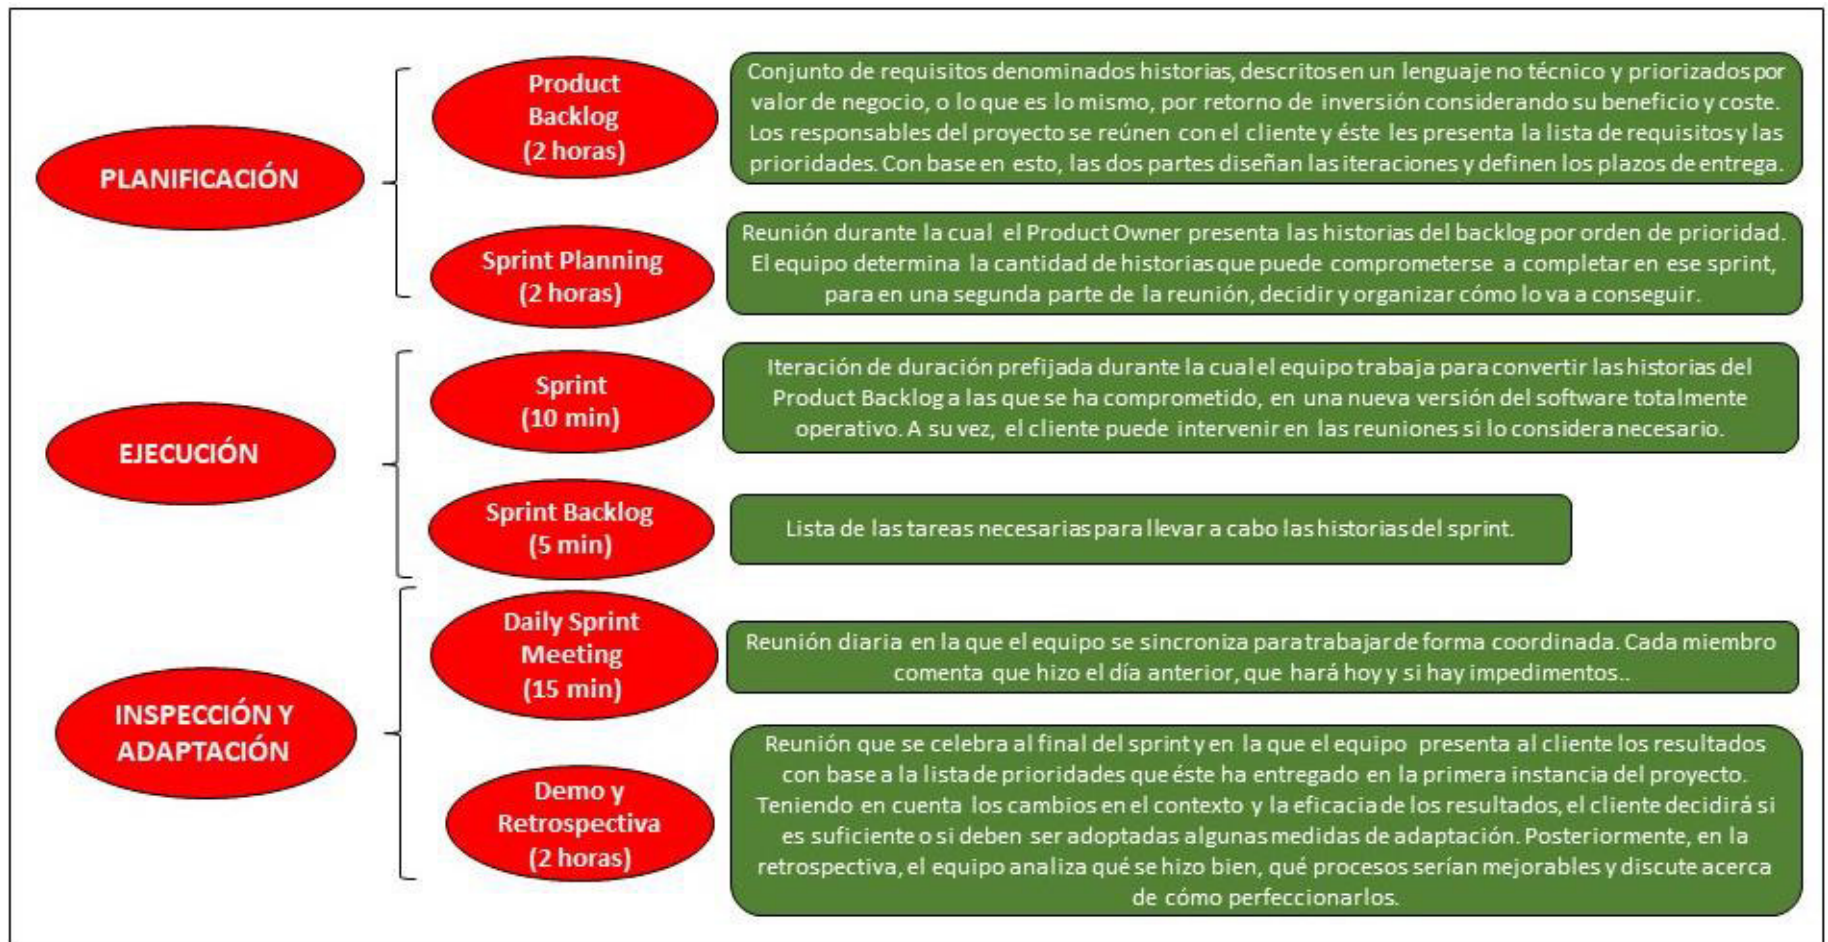 PLANIFICACIÓN
Product
Backlog
(2 horas)
Conjunto de requisitos denominados historias, descritos en un lenguaje no técnico y priorizados por
valor de negocio, o lo que es lo mismo, por retorno de inversión considerando su beneficio y coste.
Los responsables del proyecto se reúnen con el cliente y éste les presenta la lista de requisitos y las
prioridades. Con base en esto, las dos partes diseñan las iteraciones y definen los plazos de entrega.
Sprint Planning
(2 horas)
Reunión durante la cual el Product Owner presenta las historias del backlog por orden de prioridad.
El equipo determina la cantidad de historias que puede comprometerse a completar en ese sprint,
para en una segunda parte de la reunión, decidir y organizar cómo lo va a conseguir.
EJECUCIÓN
Sprint
(10 min)
Iteración de duración prefijada durante la cual el equipo trabaja para convertir las historias del
Product Backlog a las que se ha comprometido, en una nueva versión del software totalmente
operativo. A su vez, el cliente puede intervenir en las reuniones si lo considera necesario.
Sprint Backlog
(5 min)
Lista de las tareas necesarias para llevar a cabo las historias del sprint.
INSPECCIÓN Y
ADAPTACIÓN
Daily Sprint
Meeting
(15 min)
Reunión diaria en la que el equipo se sincroniza para trabajar de forma coordinada. Cada miembro
comenta que hizo el día anterior, que hará hoy y si hay impedimentos..
Demo y
Retrospectiva
(2 horas)
Reunión que se celebra al final del sprint y en la que el equipo presenta al cliente los resultados
con base a la lista de prioridades que éste ha entregado en la primera instancia del proyecto.
Teniendo en cuenta los cambios en el contexto y la eficacia de los resultados, el cliente decidirá si
es suficiente o si deben ser adoptadas algunas medidas de adaptación. Posteriormente, en la
retrospectiva, el equipo analiza qué se hizo bien, qué procesos serían mejorables y discute acerca
de cómo perfeccionarlos.